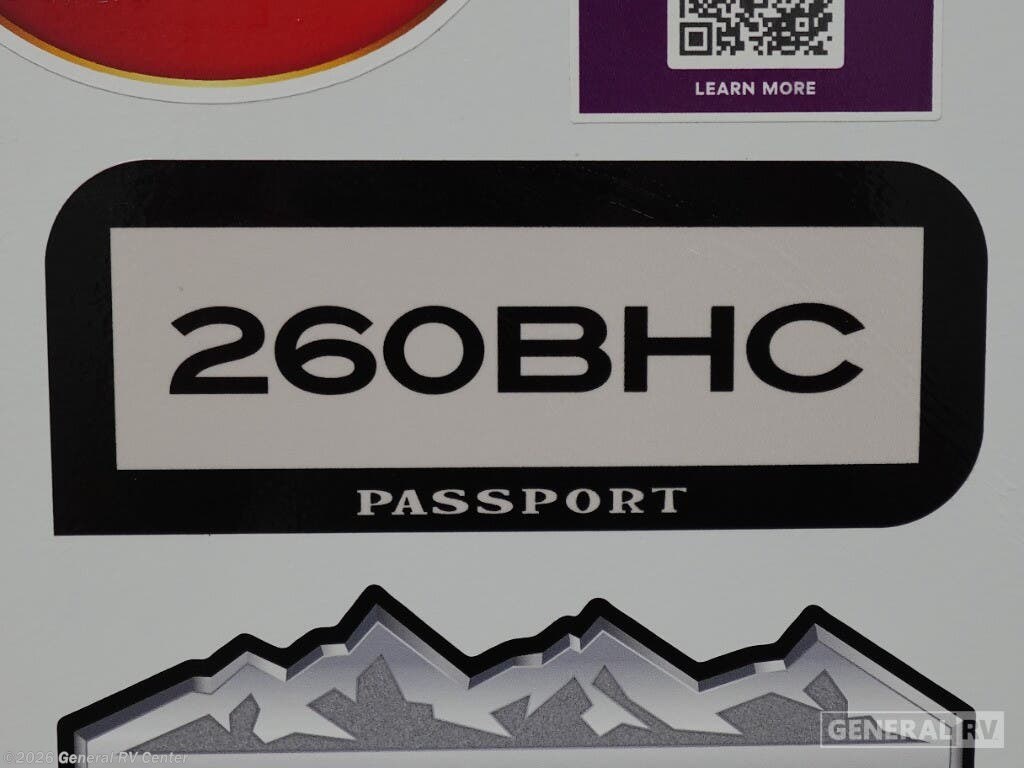 LEARN MORE
260BHC
PASSPORT
GENERAL RV
©2026 General RV Center